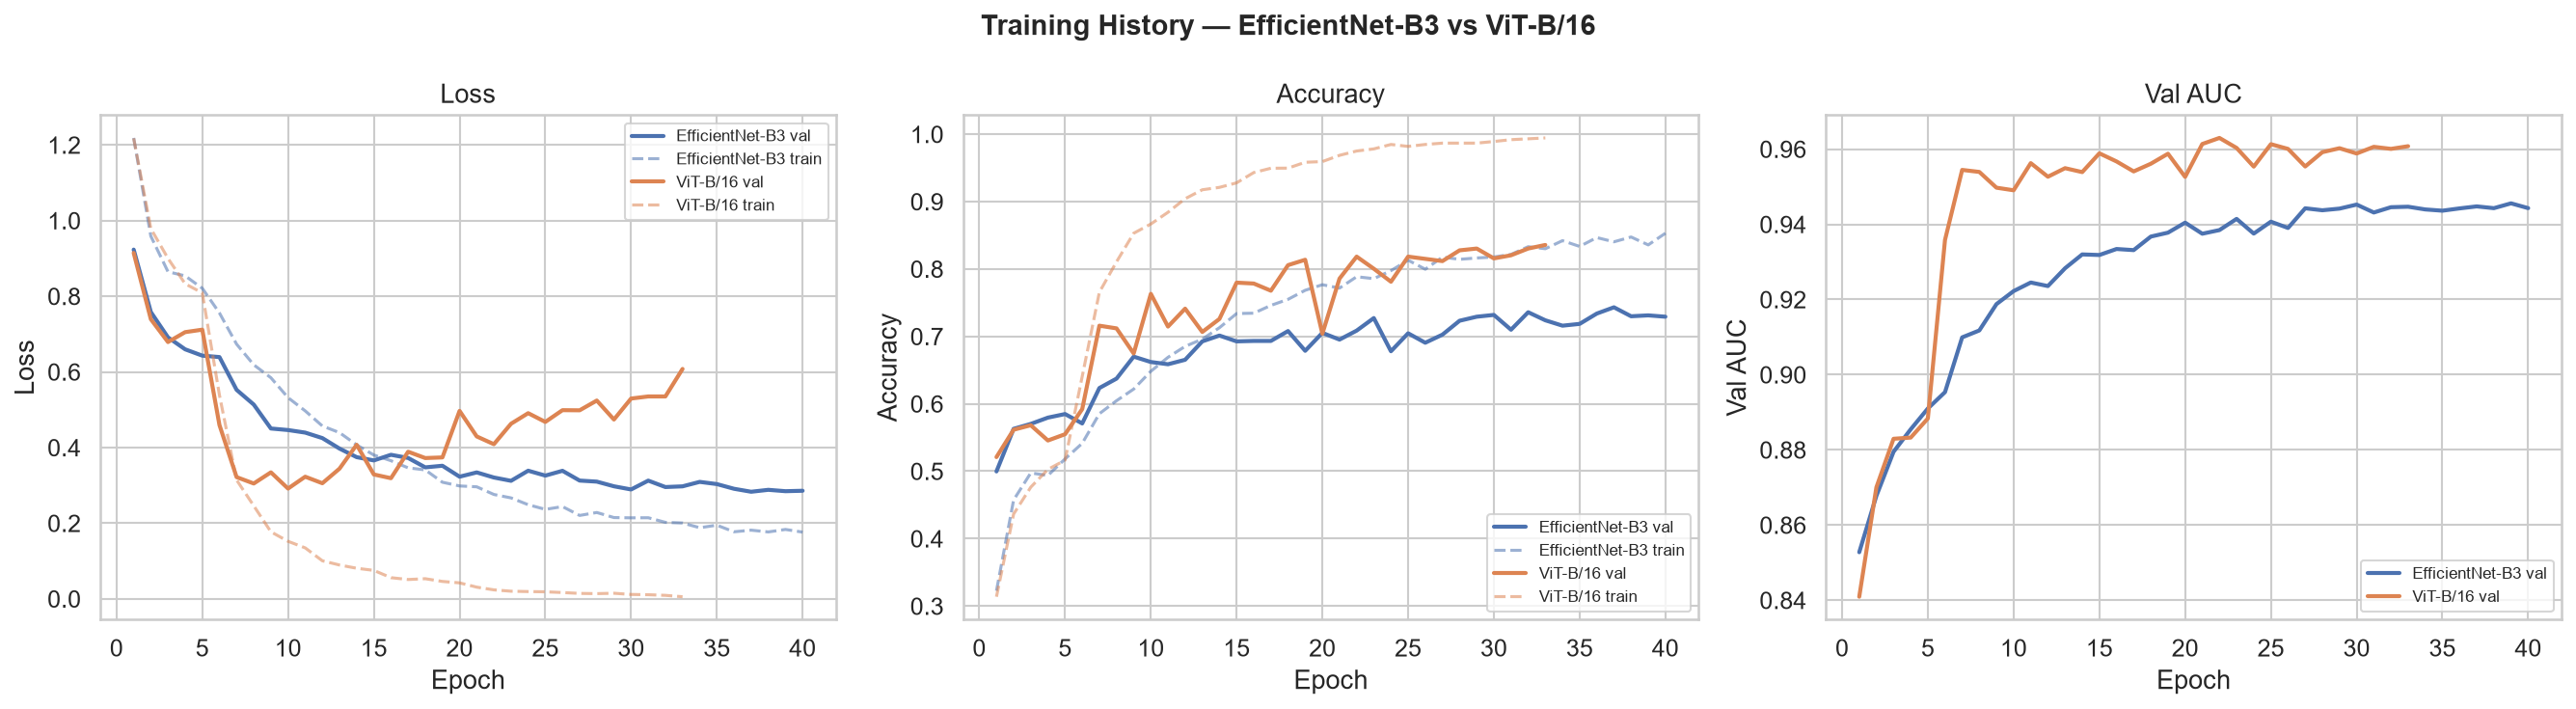 Training History — EfficientNet-B3 vs ViT-B/16
Loss
1.2
1.0
0.8
0.6
0.4
0.2
0.0
Loss
0 5 10 15 20 25 30 35 40
Epoch
EfficientNet-B3 val
EfficientNet-B3 train
ViT-B/16 val
ViT-B/16 train
Accuracy
1.0
0.9
0.8
0.7
0.6
0.5
0.4
0.3
Accuracy
0 5 10 15 20 25 30 35 40
Epoch
EfficientNet-B3 val
EfficientNet-B3 train
ViT-B/16 val
ViT-B/16 train
Val AUC
0.96
0.94
0.92
0.90
0.88
0.86
0.84
Val AUC
0 5 10 15 20 25 30 35 40
Epoch
EfficientNet-B3 val
ViT-B/16 val